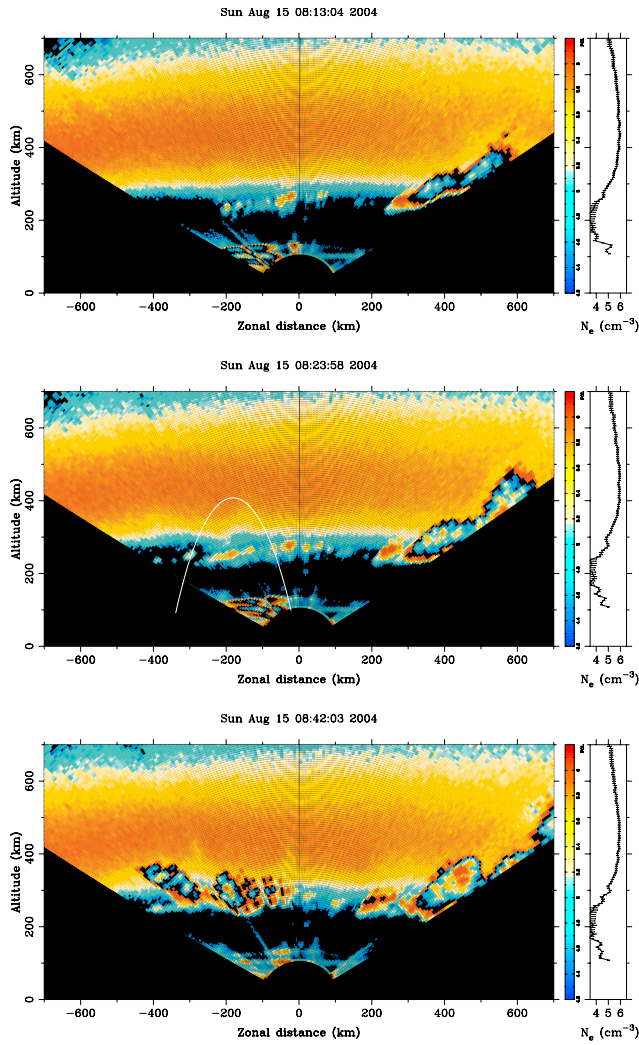 Sun Aug 15 08:13:04 2004
600
400
200
0
Altitude (km)
−600 −400 −200 0 200 400 600
Zonal distance (km)
4 5 6
Nₑ (cm⁻³)
Sun Aug 15 08:23:58 2004
600
400
200
0
Altitude (km)
−600 −400 −200 0 200 400 600
Zonal distance (km)
4 5 6
Nₑ (cm⁻³)
Sun Aug 15 08:42:03 2004
600
400
200
0
Altitude (km)
−600 −400 −200 0 200 400 600
Zonal distance (km)
4 5 6
Nₑ (cm⁻³)